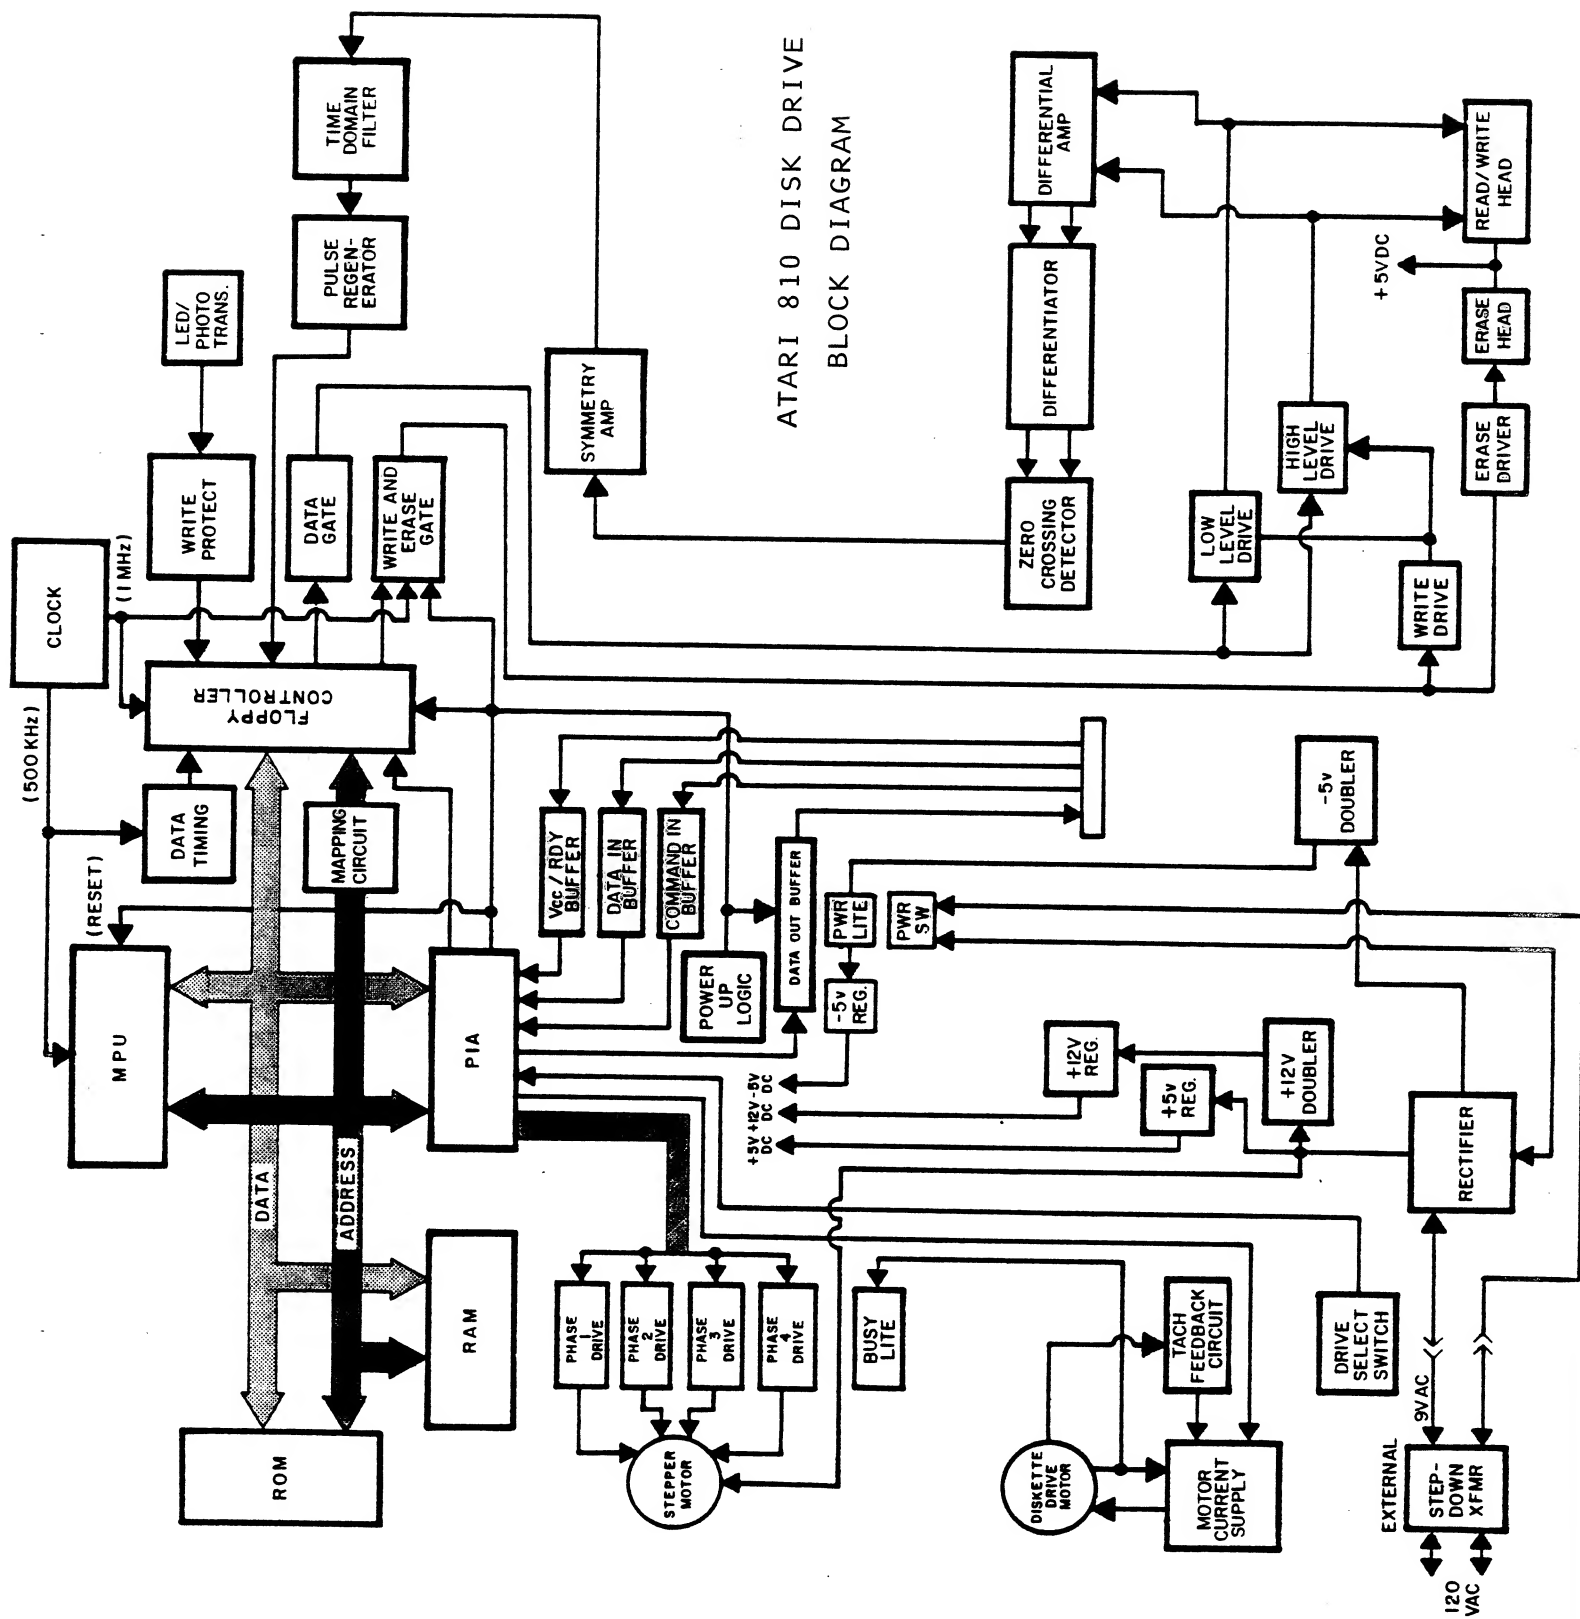 ATARI 810 DISK DRIVE
BLOCK DIAGRAM
ROM
RAM
MPU
(RESET)
(500KHz)
CLOCK
(1 MHz)
DATA
ADDRESS
DATA
TIMING
MAPPING
CIRCUIT
FLOPPY
CONTROLLER
WRITE
PROTECT
LED/
PHOTO
TRANS.
DATA
GATE
WRITE AND
ERASE
GATE
PULSE
REGEN-
ERATOR
TIME
DOMAIN
FILTER
SYMMETRY
AMP
PIA
Vcc/RDY
BUFFER
DATA IN
BUFFER
COMMAND IN
BUFFER
POWER
UP
LOGIC
DATA OUT BUFFER
PHASE
1
DRIVE
PHASE
2
DRIVE
PHASE
3
DRIVE
PHASE
4
DRIVE
STEPPER
MOTOR
BUSY
LITE
PWR
LITE
PWR
SW
-5v
REG.
+5V
DC
+12V
DC
-5V
DC
+12V
REG.
+5v
REG.
+12V
DOUBLER
-5v
DOUBLER
RECTIFIER
DISKETTE
DRIVE
MOTOR
TACH
FEEDBACK
CIRCUIT
MOTOR
CURRENT
SUPPLY
DRIVE
SELECT
SWITCH
EXTERNAL
9VAC
STEP-
DOWN
XFMR
120
VAC
ZERO
CROSSING
DETECTOR
DIFFERENTIATOR
DIFFERENTIAL
AMP
LOW
LEVEL
DRIVE
HIGH
LEVEL
DRIVE
WRITE
DRIVE
ERASE
DRIVER
ERASE
HEAD
+5VDC
READ/WRITE
HEAD